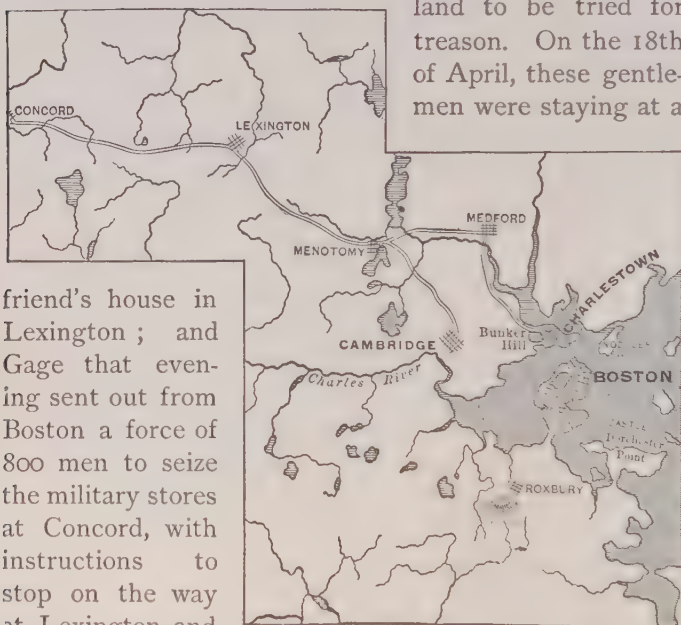 land to be tried for
treason. On the 18th
of April, these gentle-
men were staying at a
CONCORD
LEXINGTON
MEDFORD
MENOTOMY
CHARLESTOWN
CAMBRIDGE
Bunker
Hill
Charles River
BOSTON
Dorchester
Point
ROXBURY
friend's house in
Lexington ; and
Gage that even-
ing sent out from
Boston a force of
800 men to seize
the military stores
at Concord, with
instructions to
stop on the way
at Lexington and